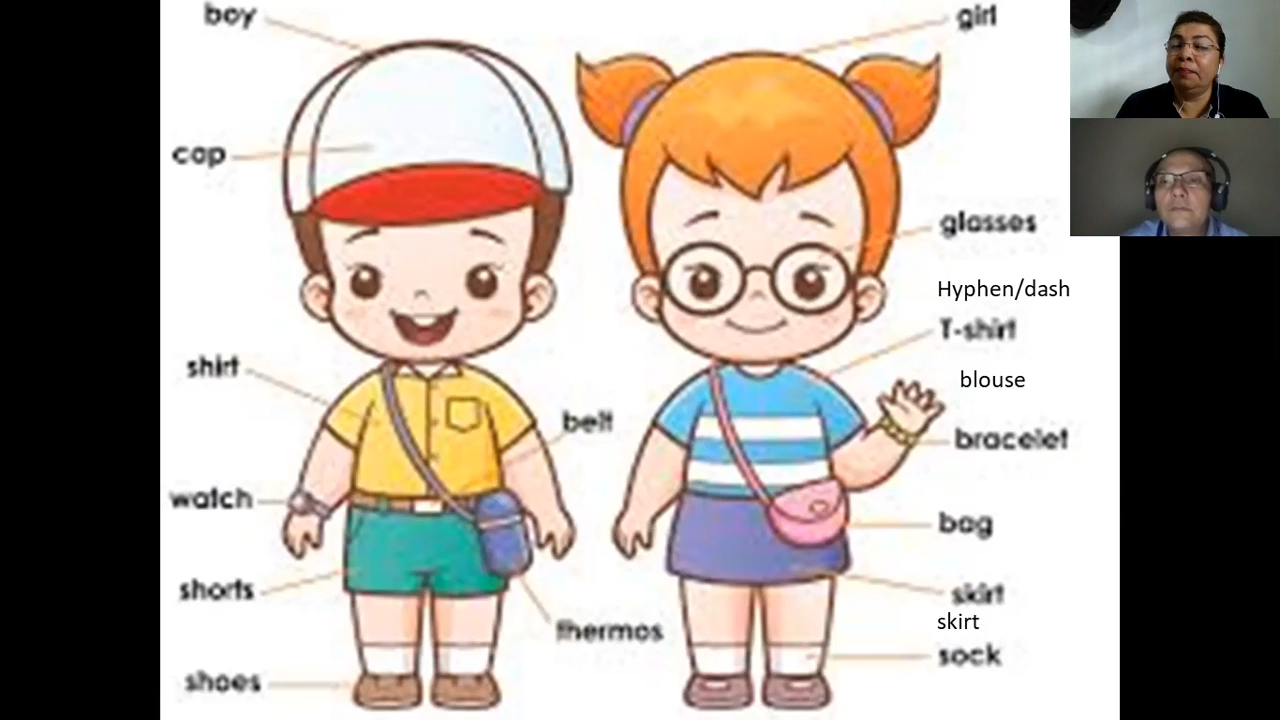 boy
girl
cap
glasses
Hyphen/dash
T-shirt
shirt
blouse
belt
bracelet
watch
bag
shorts
skirt
skirt
thermos
sock
shoes